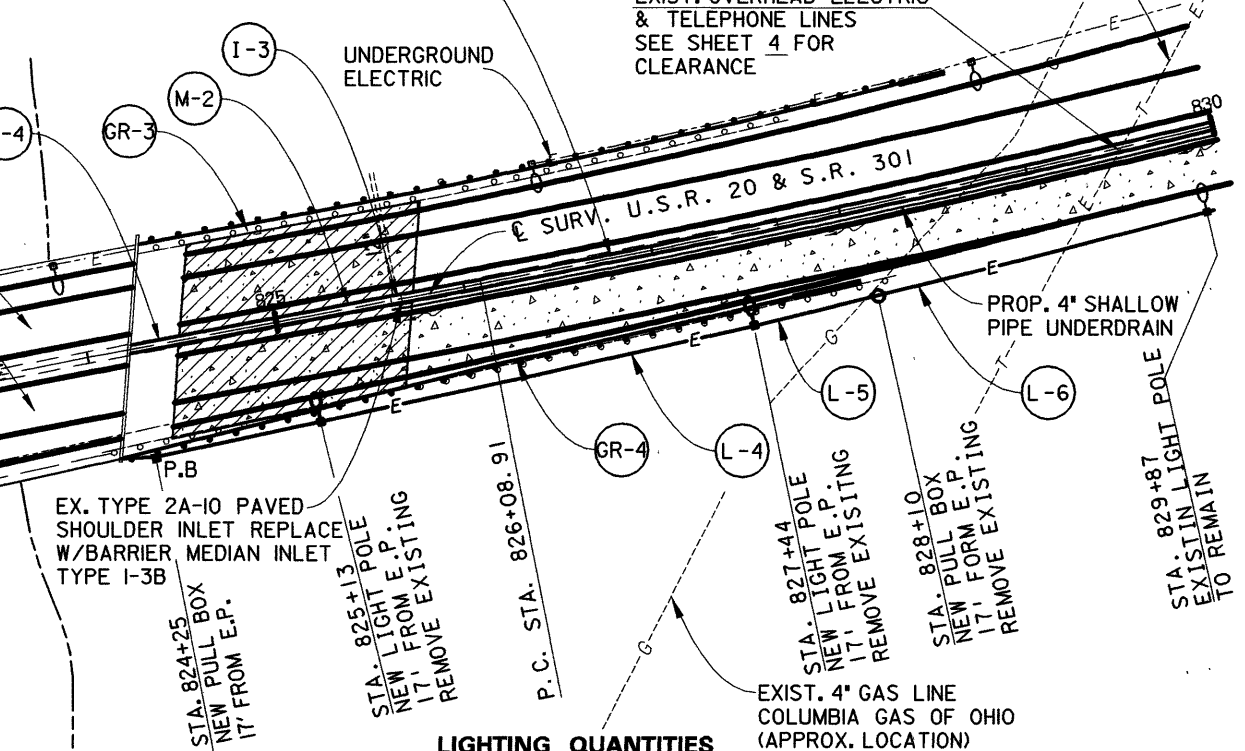 EXIST. OVERHEAD ELECTRIC
& TELEPHONE LINES
SEE SHEET 4 FOR
CLEARANCE
UNDERGROUND
ELECTRIC
I-3
M-2
GR-3
-4
830
E
E
E
G
E
T
℄ SURV. U.S.R. 20 & S.R. 301
E
I
I
I
825
E
PROP. 4" SHALLOW
PIPE UNDERDRAIN
E
G
T
E
L-5
L-6
GR-4
L-4
P.B
EX. TYPE 2A-10 PAVED
SHOULDER INLET REPLACE
W/BARRIER MEDIAN INLET
TYPE I-3B
STA. 824+25
NEW PULL BOX
17' FROM E.P.
STA. 825+13
NEW LIGHT POLE
17' FROM E.P.
REMOVE EXISTING
P.C. STA. 826+08.91
STA. 827+44
NEW LIGHT POLE
17' FROM E.P.
REMOVE EXISITNG
STA. 828+10
NEW PULL BOX
17' FORM E.P.
REMOVE EXISTING
STA. 829+87
EXISTIN LIGHT POLE
TO REMAIN
G
EXIST. 4" GAS LINE
COLUMBIA GAS OF OHIO
(APPROX. LOCATION)
LIGHTING QUANTITIES